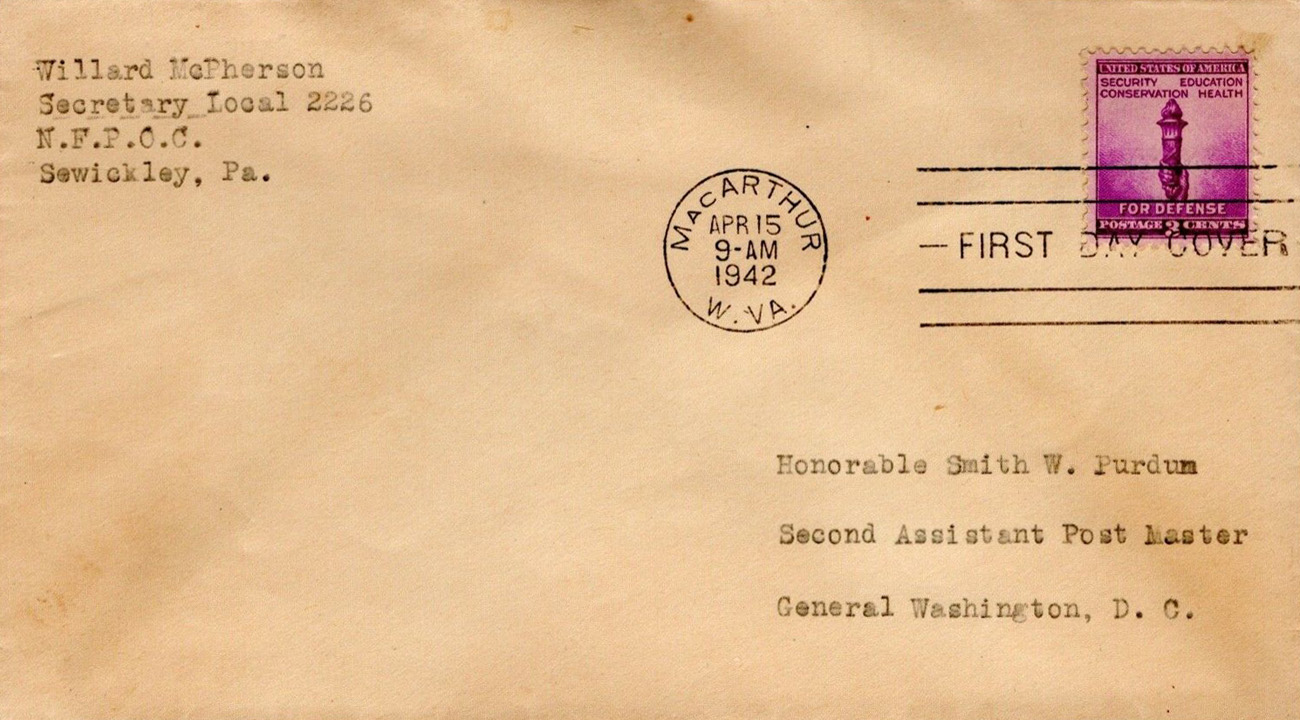 Willard McPherson
Secretary Local 2226
N.F.P.O.C.
Sewickley, Pa.
MacARTHUR
APR 15
9-AM
1942
W. VA.
UNITED STATES OF AMERICA
SECURITY EDUCATION
CONSERVATION HEALTH
FOR DEFENSE
POSTAGE 3 CENTS
— FIRST DAY COVER
Honorable Smith W. Purdum
Second Assistant Post Master
General Washington, D. C.